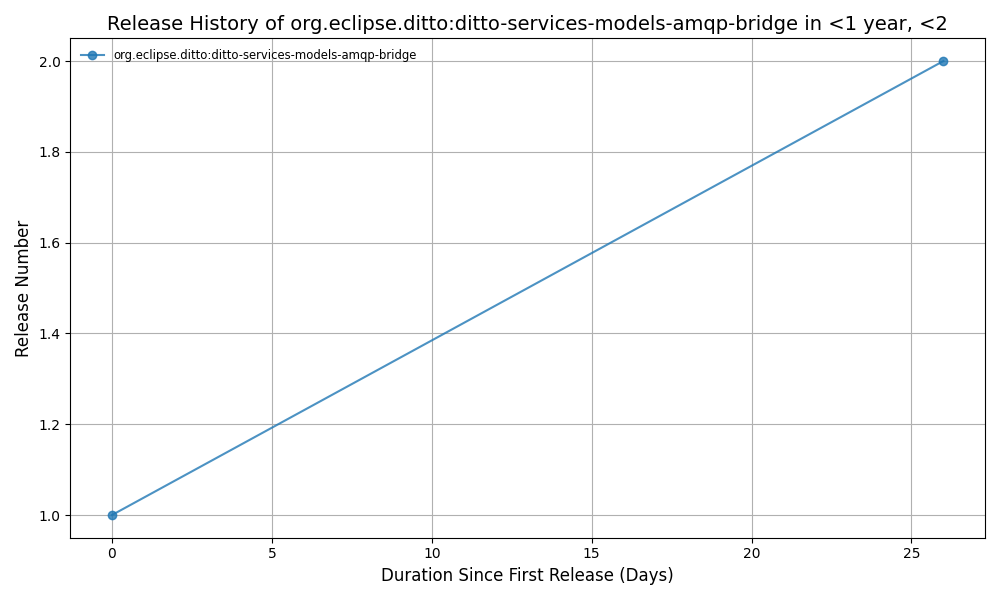 Release History of org.eclipse.ditto:ditto-services-models-amqp-bridge in <1 year, <2
org.eclipse.ditto:ditto-services-models-amqp-bridge
Release Number
2.0
1.8
1.6
1.4
1.2
1.0
0 5 10 15 20 25
Duration Since First Release (Days)